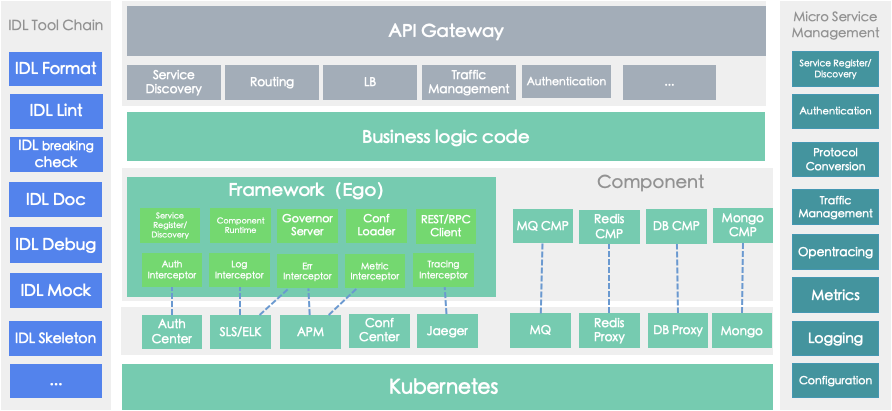 IDL Tool Chain
IDL Format
IDL Lint
IDL breaking
check
IDL Doc
IDL Debug
IDL Mock
IDL Skeleton
...
API Gateway
Service
Discovery
Routing
LB
Traffic
Management
Authentication
...
Business logic code
Framework（Ego）
Service
Register/
Discovery
Component
Runtime
Governor
Server
Conf
Loader
REST/RPC
Client
Auth
Interceptor
Log
Interceptor
Err
Interceptor
Metric
Interceptor
Tracing
Interceptor
Component
MQ CMP
Redis
CMP
DB CMP
Mongo
CMP
Auth
Center
SLS/ELK
APM
Conf
Center
Jaeger
MQ
Redis
Proxy
DB Proxy
Mongo
Kubernetes
Micro Service
Management
Service Register/
Discovery
Authentication
Protocol
Conversion
Traffic
Management
Opentracing
Metrics
Logging
Configuration